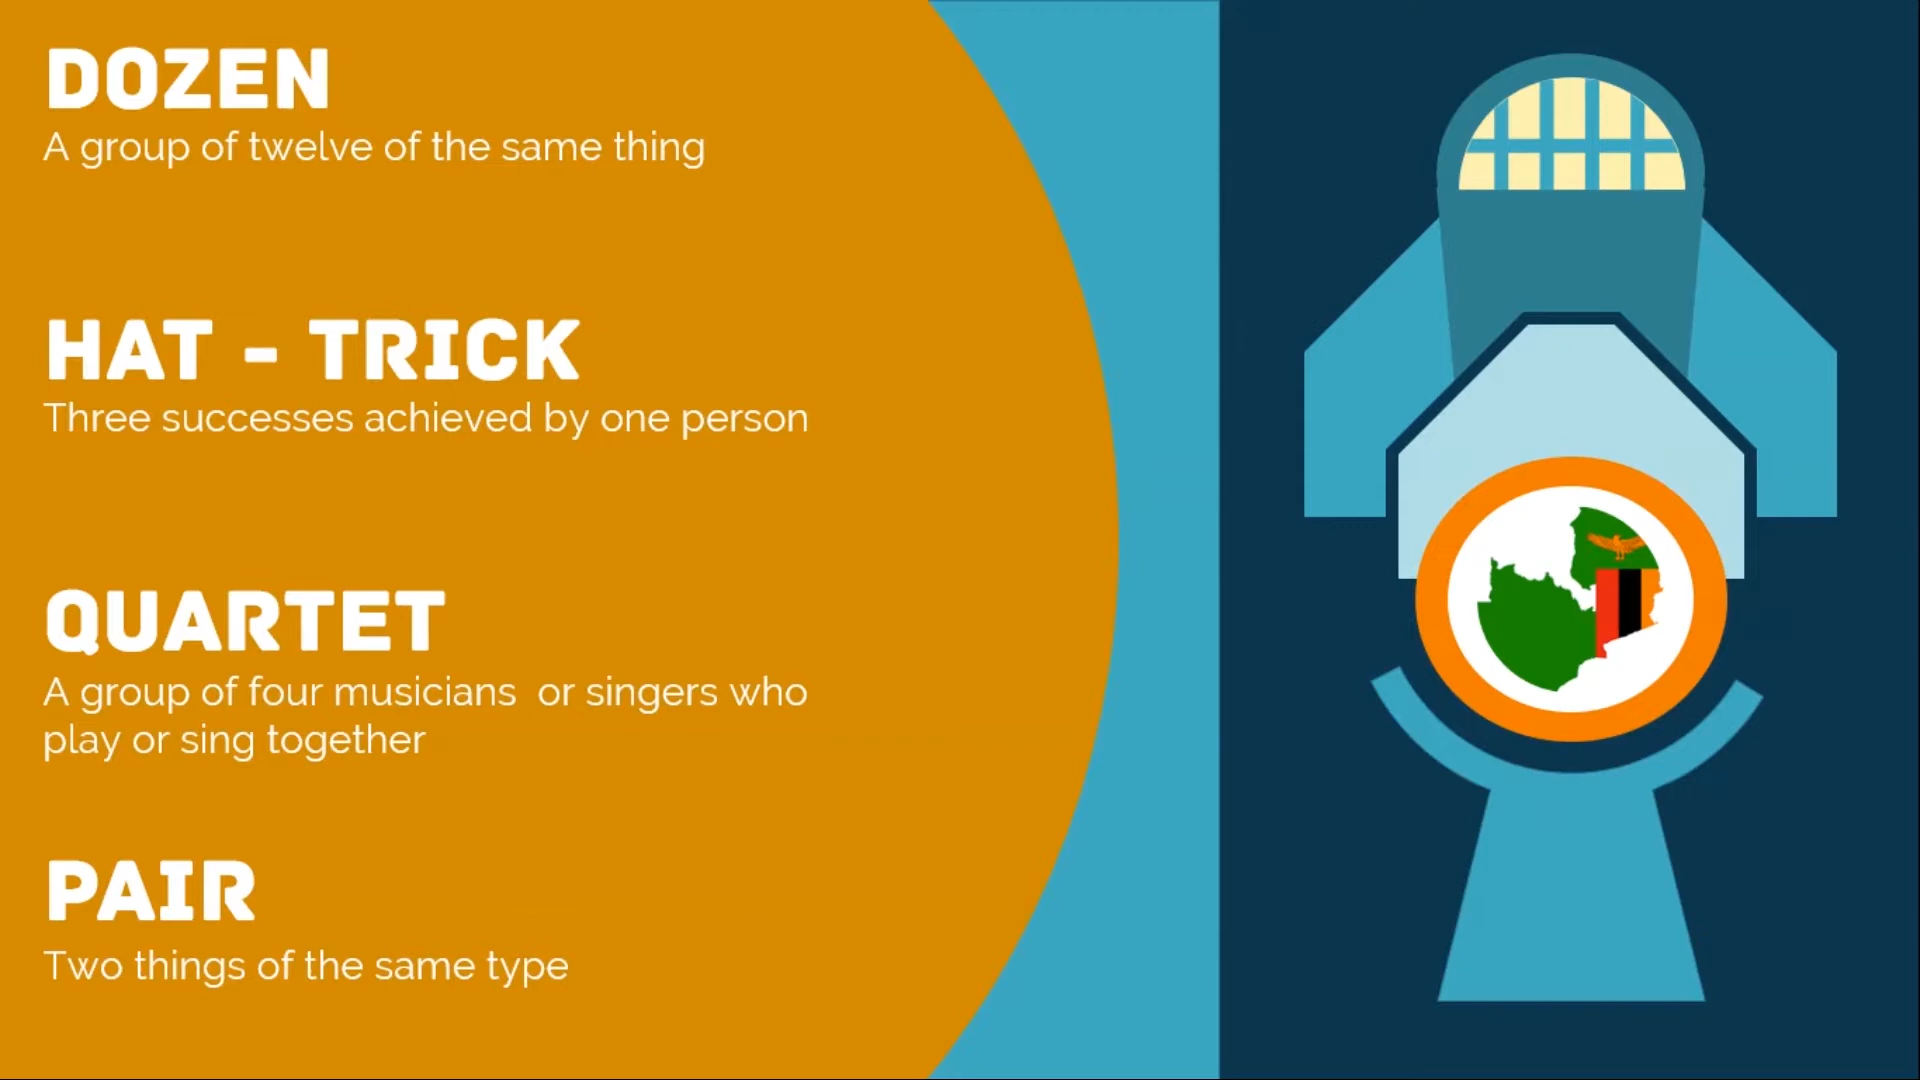 DOZEN
A group of twelve of the same thing
HAT - TRICK
Three successes achieved by one person
QUARTET
A group of four musicians  or singers who
play or sing together
PAIR
Two things of the same type